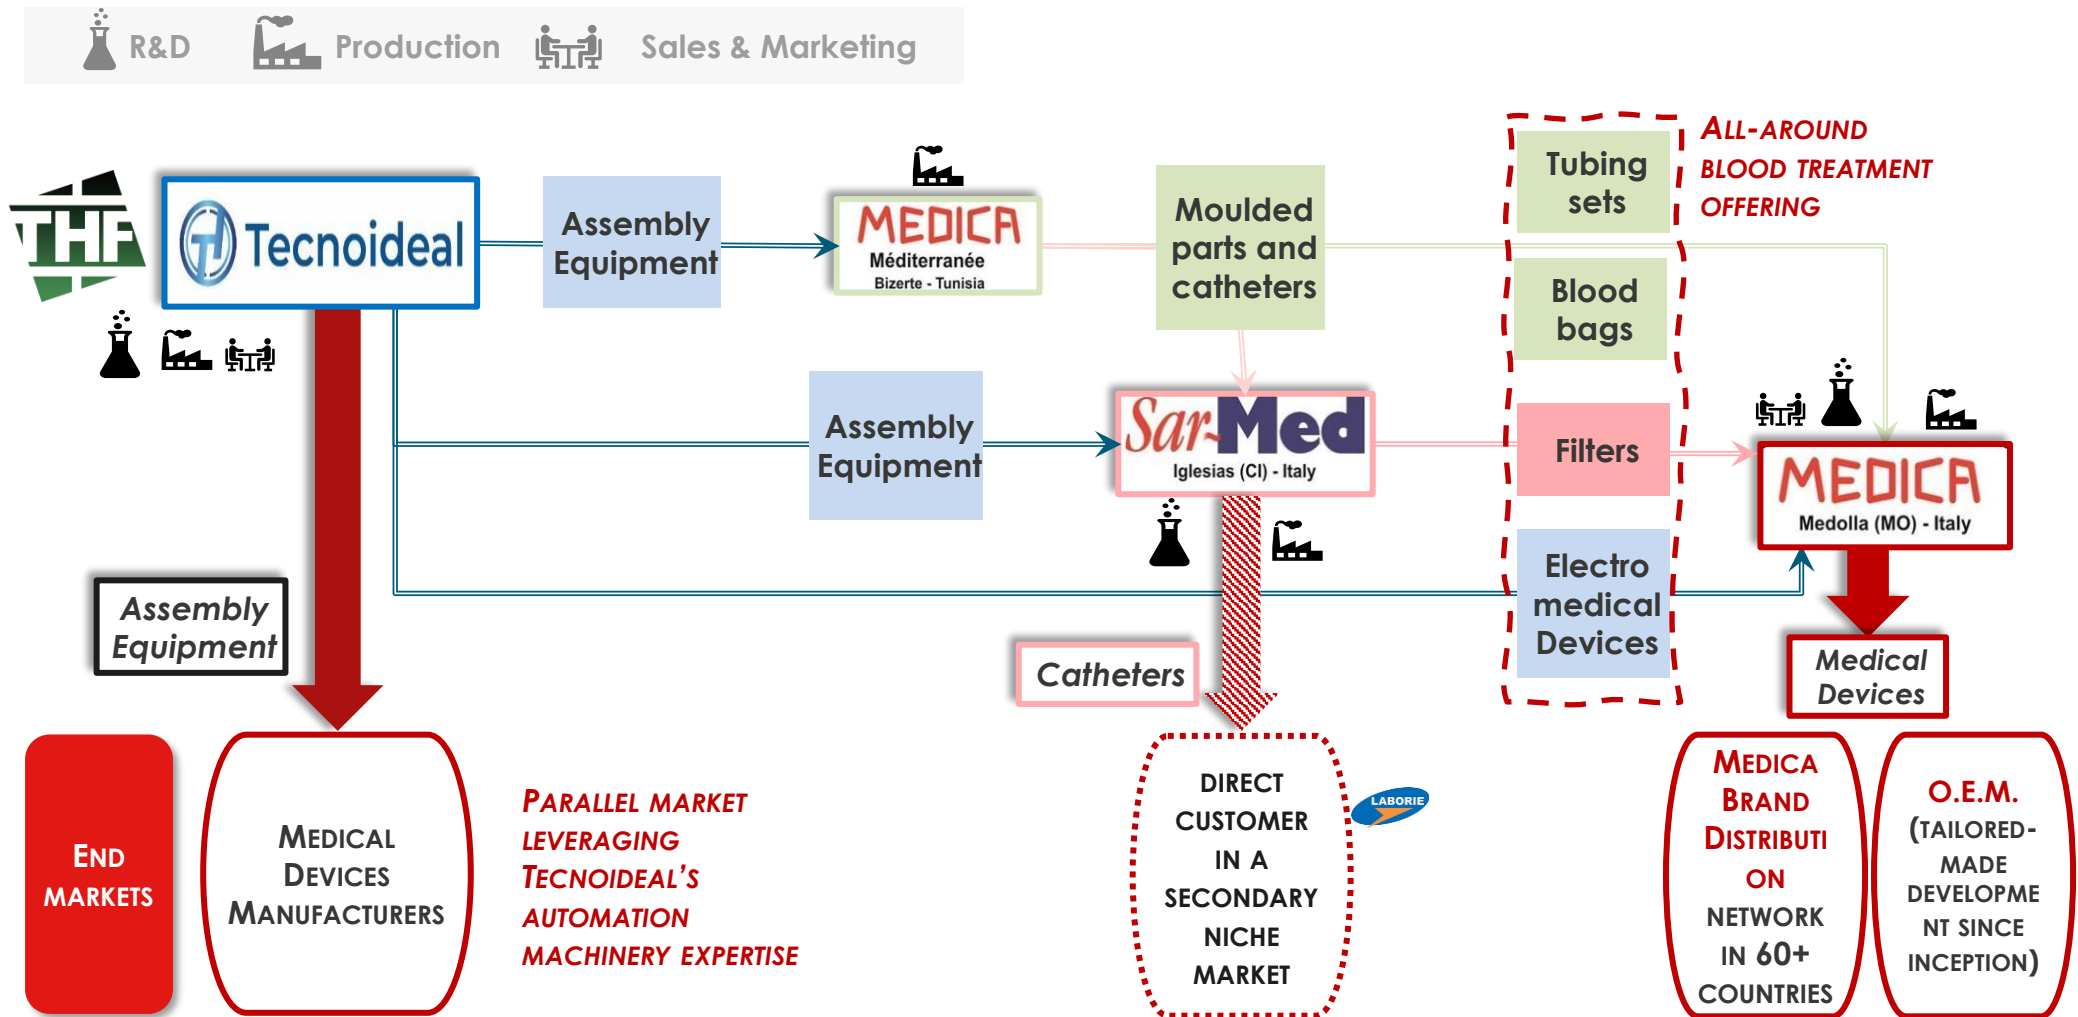 R&D
Production
Sales & Marketing
THF
Tecnoideal
Assembly
Equipment
MEDICA
Méditerranée
Bizerte - Tunisia
Moulded
parts and
catheters
Tubing
sets
ALL-AROUND
BLOOD TREATMENT
OFFERING
Blood
bags
Assembly
Equipment
Sar-Med
Iglesias (CI) - Italy
Filters
MEDICA
Medolla (MO) - Italy
Electro
medical
Devices
Assembly
Equipment
Catheters
Medical
Devices
END
MARKETS
MEDICAL
DEVICES
MANUFACTURERS
PARALLEL MARKET
LEVERAGING
TECNOIDEAL'S
AUTOMATION
MACHINERY EXPERTISE
DIRECT
CUSTOMER
IN A
SECONDARY
NICHE
MARKET
LABORIE
MEDICA
BRAND
DISTRIBUTI
ON
NETWORK
IN 60+
COUNTRIES
O.E.M.
(TAILORED-
MADE
DEVELOPME
NT SINCE
INCEPTION)